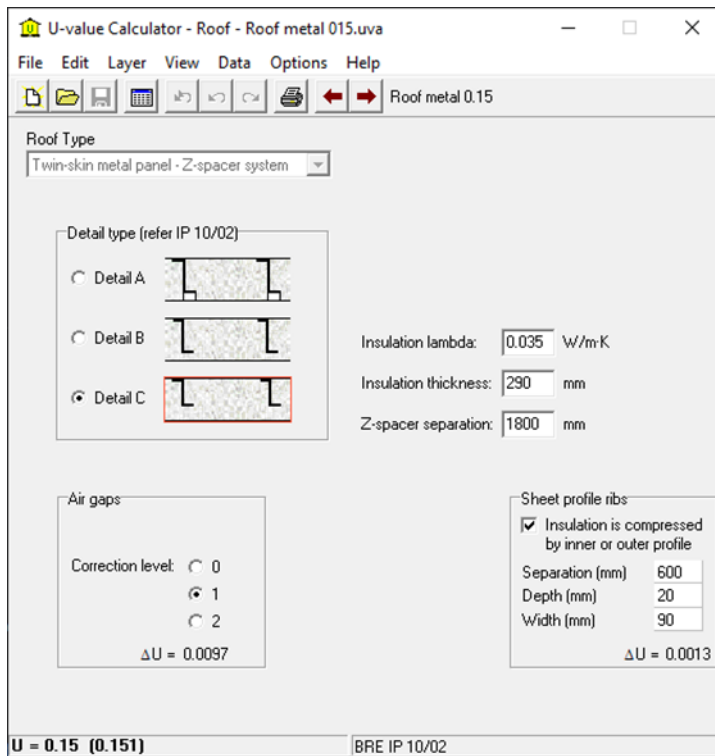 U-value Calculator - Roof - Roof metal 015.uva
File Edit Layer View Data Options Help
Roof metal 0.15
Roof Type
Twin-skin metal panel - Z-spacer system
Detail type (refer IP 10/02)
Detail A
Detail B
Detail C
Insulation lambda: 0.035 W/m·K
Insulation thickness: 290 mm
Z-spacer separation: 1800 mm
Air gaps
Correction level: 0
1
2
ΔU = 0.0097
Sheet profile ribs
Insulation is compressed
by inner or outer profile
Separation (mm) 600
Depth (mm) 20
Width (mm) 90
ΔU = 0.0013
U = 0.15 (0.151)
BRE IP 10/02